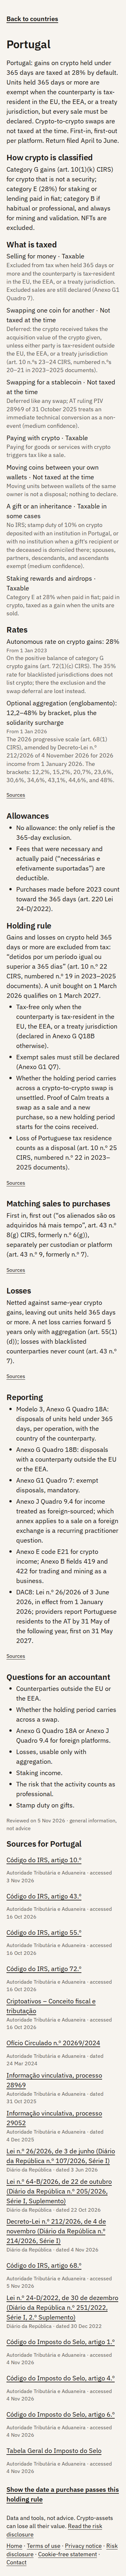 Back to countries
Portugal
Portugal: gains on crypto held under
365 days are taxed at 28% by default.
Units held 365 days or more are
exempt when the counterparty is tax-
resident in the EU, the EEA, or a treaty
jurisdiction, but every sale must be
declared. Crypto-to-crypto swaps are
not taxed at the time. First-in, first-out
per platform. Return filed April to June.
How crypto is classified
Category G gains (art. 10(1)(k) CIRS)
for crypto that is not a security;
category E (28%) for staking or
lending paid in fiat; category B if
habitual or professional, and always
for mining and validation. NFTs are
excluded.
What is taxed
Selling for money · Taxable
Excluded from tax when held 365 days or
more and the counterparty is tax-resident
in the EU, the EEA, or a treaty jurisdiction.
Excluded sales are still declared (Anexo G1
Quadro 7).
Swapping one coin for another · Not
taxed at the time
Deferred: the crypto received takes the
acquisition value of the crypto given,
unless either party is tax-resident outside
the EU, the EEA, or a treaty jurisdiction
(art. 10 n.ºs 23–24 CIRS, numbered n.ºs
20–21 in 2023–2025 documents).
Swapping for a stablecoin · Not taxed
at the time
Deferred like any swap; AT ruling PIV
28969 of 31 October 2025 treats an
immediate technical conversion as a non-
event (medium confidence).
Paying with crypto · Taxable
Paying for goods or services with crypto
triggers tax like a sale.
Moving coins between your own
wallets · Not taxed at the time
Moving units between wallets of the same
owner is not a disposal; nothing to declare.
A gift or an inheritance · Taxable in
some cases
No IRS; stamp duty of 10% on crypto
deposited with an institution in Portugal, or
with no institution when a gift's recipient or
the deceased is domiciled there; spouses,
partners, descendants, and ascendants
exempt (medium confidence).
Staking rewards and airdrops ·
Taxable
Category E at 28% when paid in fiat; paid in
crypto, taxed as a gain when the units are
sold.
Rates
Autonomous rate on crypto gains: 28%
From 1 Jan 2023
On the positive balance of category G
crypto gains (art. 72(1)(c) CIRS). The 35%
rate for blacklisted jurisdictions does not
list crypto; there the exclusion and the
swap deferral are lost instead.
Optional aggregation (englobamento):
12,2–48% by bracket, plus the
solidarity surcharge
From 1 Jan 2026
The 2026 progressive scale (art. 68(1)
CIRS), amended by Decreto-Lei n.º
212/2026 of 4 November 2026 for 2026
income from 1 January 2026. The
brackets: 12,2%, 15,2%, 20,7%, 23,6%,
30,6%, 34,6%, 43,1%, 44,6%, and 48%.
Sources
Allowances
• No allowance: the only relief is the
365-day exclusion.
• Fees that were necessary and
actually paid (“necessárias e
efetivamente suportadas”) are
deductible.
• Purchases made before 2023 count
toward the 365 days (art. 220 Lei
24-D/2022).
Holding rule
Gains and losses on crypto held 365
days or more are excluded from tax:
“detidos por um período igual ou
superior a 365 dias” (art. 10 n.º 22
CIRS, numbered n.º 19 in 2023–2025
documents). A unit bought on 1 March
2026 qualifies on 1 March 2027.
• Tax-free only when the
counterparty is tax-resident in the
EU, the EEA, or a treaty jurisdiction
(declared in Anexo G Q18B
otherwise).
• Exempt sales must still be declared
(Anexo G1 Q7).
• Whether the holding period carries
across a crypto-to-crypto swap is
unsettled. Proof of Calm treats a
swap as a sale and a new
purchase, so a new holding period
starts for the coins received.
• Loss of Portuguese tax residence
counts as a disposal (art. 10 n.º 25
CIRS, numbered n.º 22 in 2023–
2025 documents).
Sources
Matching sales to purchases
First in, first out (“os alienados são os
adquiridos há mais tempo”, art. 43 n.º
8(g) CIRS, formerly n.º 6(g)),
separately per custodian or platform
(art. 43 n.º 9, formerly n.º 7).
Sources
Losses
Netted against same-year crypto
gains, leaving out units held 365 days
or more. A net loss carries forward 5
years only with aggregation (art. 55(1)
(d)); losses with blacklisted
counterparties never count (art. 43 n.º
7).
Sources
Reporting
• Modelo 3, Anexo G Quadro 18A:
disposals of units held under 365
days, per operation, with the
country of the counterparty.
• Anexo G Quadro 18B: disposals
with a counterparty outside the EU
or the EEA.
• Anexo G1 Quadro 7: exempt
disposals, mandatory.
• Anexo J Quadro 9.4 for income
treated as foreign-sourced; which
annex applies to a sale on a foreign
exchange is a recurring practitioner
question.
• Anexo E code E21 for crypto
income; Anexo B fields 419 and
422 for trading and mining as a
business.
• DAC8: Lei n.º 26/2026 of 3 June
2026, in effect from 1 January
2026; providers report Portuguese
residents to the AT by 31 May of
the following year, first on 31 May
2027.
Sources
Questions for an accountant
• Counterparties outside the EU or
the EEA.
• Whether the holding period carries
across a swap.
• Anexo G Quadro 18A or Anexo J
Quadro 9.4 for foreign platforms.
• Losses, usable only with
aggregation.
• Staking income.
• The risk that the activity counts as
professional.
• Stamp duty on gifts.
Reviewed on 5 Nov 2026 · general information,
not advice
Sources for Portugal
Código do IRS, artigo 10.º
Autoridade Tributária e Aduaneira · accessed
3 Nov 2026
Código do IRS, artigo 43.º
Autoridade Tributária e Aduaneira · accessed
16 Oct 2026
Código do IRS, artigo 55.º
Autoridade Tributária e Aduaneira · accessed
16 Oct 2026
Código do IRS, artigo 72.º
Autoridade Tributária e Aduaneira · accessed
16 Oct 2026
Criptoativos – Conceito fiscal e
tributação
Autoridade Tributária e Aduaneira · accessed
16 Oct 2026
Ofício Circulado n.º 20269/2024
Autoridade Tributária e Aduaneira · dated
24 Mar 2024
Informação vinculativa, processo
28969
Autoridade Tributária e Aduaneira · dated
31 Oct 2025
Informação vinculativa, processo
29052
Autoridade Tributária e Aduaneira · dated
4 Dec 2025
Lei n.º 26/2026, de 3 de junho (Diário
da República n.º 107/2026, Série I)
Diário da República · dated 3 Jun 2026
Lei n.º 64-B/2026, de 22 de outubro
(Diário da República n.º 205/2026,
Série I, Suplemento)
Diário da República · dated 22 Oct 2026
Decreto-Lei n.º 212/2026, de 4 de
novembro (Diário da República n.º
214/2026, Série I)
Diário da República · dated 4 Nov 2026
Código do IRS, artigo 68.º
Autoridade Tributária e Aduaneira · accessed
5 Nov 2026
Lei n.º 24-D/2022, de 30 de dezembro
(Diário da República n.º 251/2022,
Série I, 2.º Suplemento)
Diário da República · dated 30 Dec 2022
Código do Imposto do Selo, artigo 1.º
Autoridade Tributária e Aduaneira · accessed
4 Nov 2026
Código do Imposto do Selo, artigo 4.º
Autoridade Tributária e Aduaneira · accessed
4 Nov 2026
Código do Imposto do Selo, artigo 6.º
Autoridade Tributária e Aduaneira · accessed
4 Nov 2026
Tabela Geral do Imposto do Selo
Autoridade Tributária e Aduaneira · accessed
4 Nov 2026
Show the date a purchase passes this
holding rule
Data and tools, not advice. Crypto-assets
can lose all their value. Read the risk
disclosure
Home · Terms of use · Privacy notice · Risk
disclosure · Cookie-free statement ·
Contact